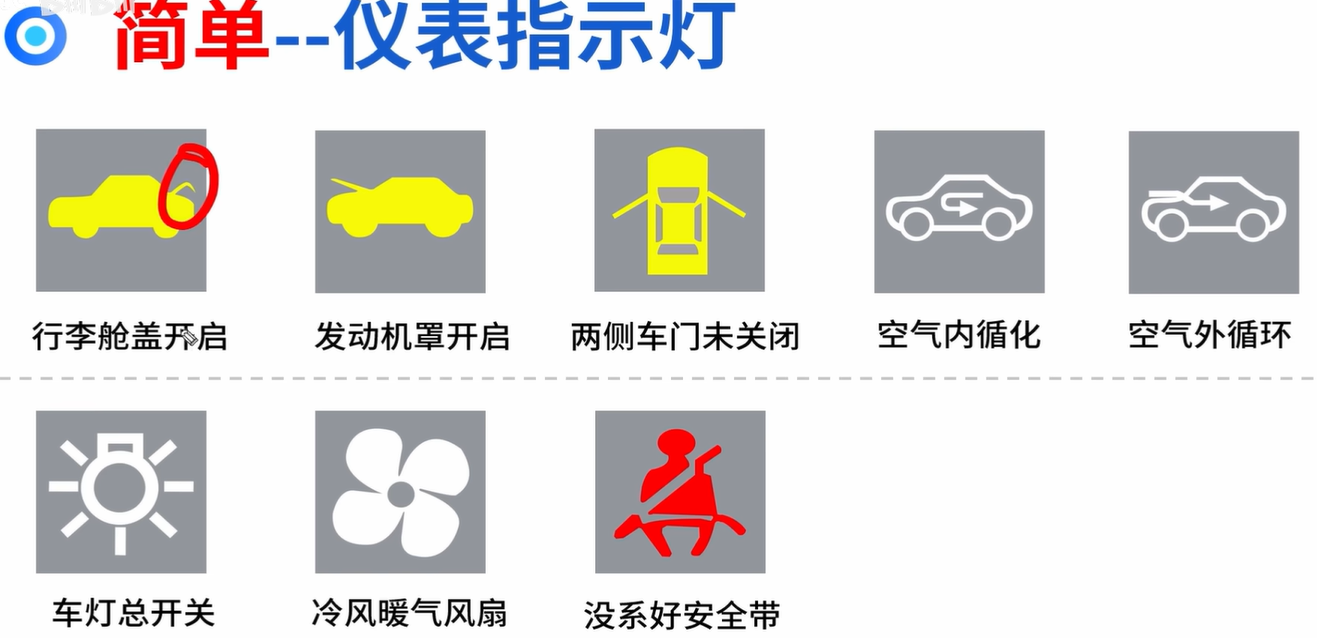 简单--仪表指示灯
行李舱盖开启
发动机罩开启
两侧车门未关闭
空气内循化
空气外循环
车灯总开关
冷风暖气风扇
没系好安全带